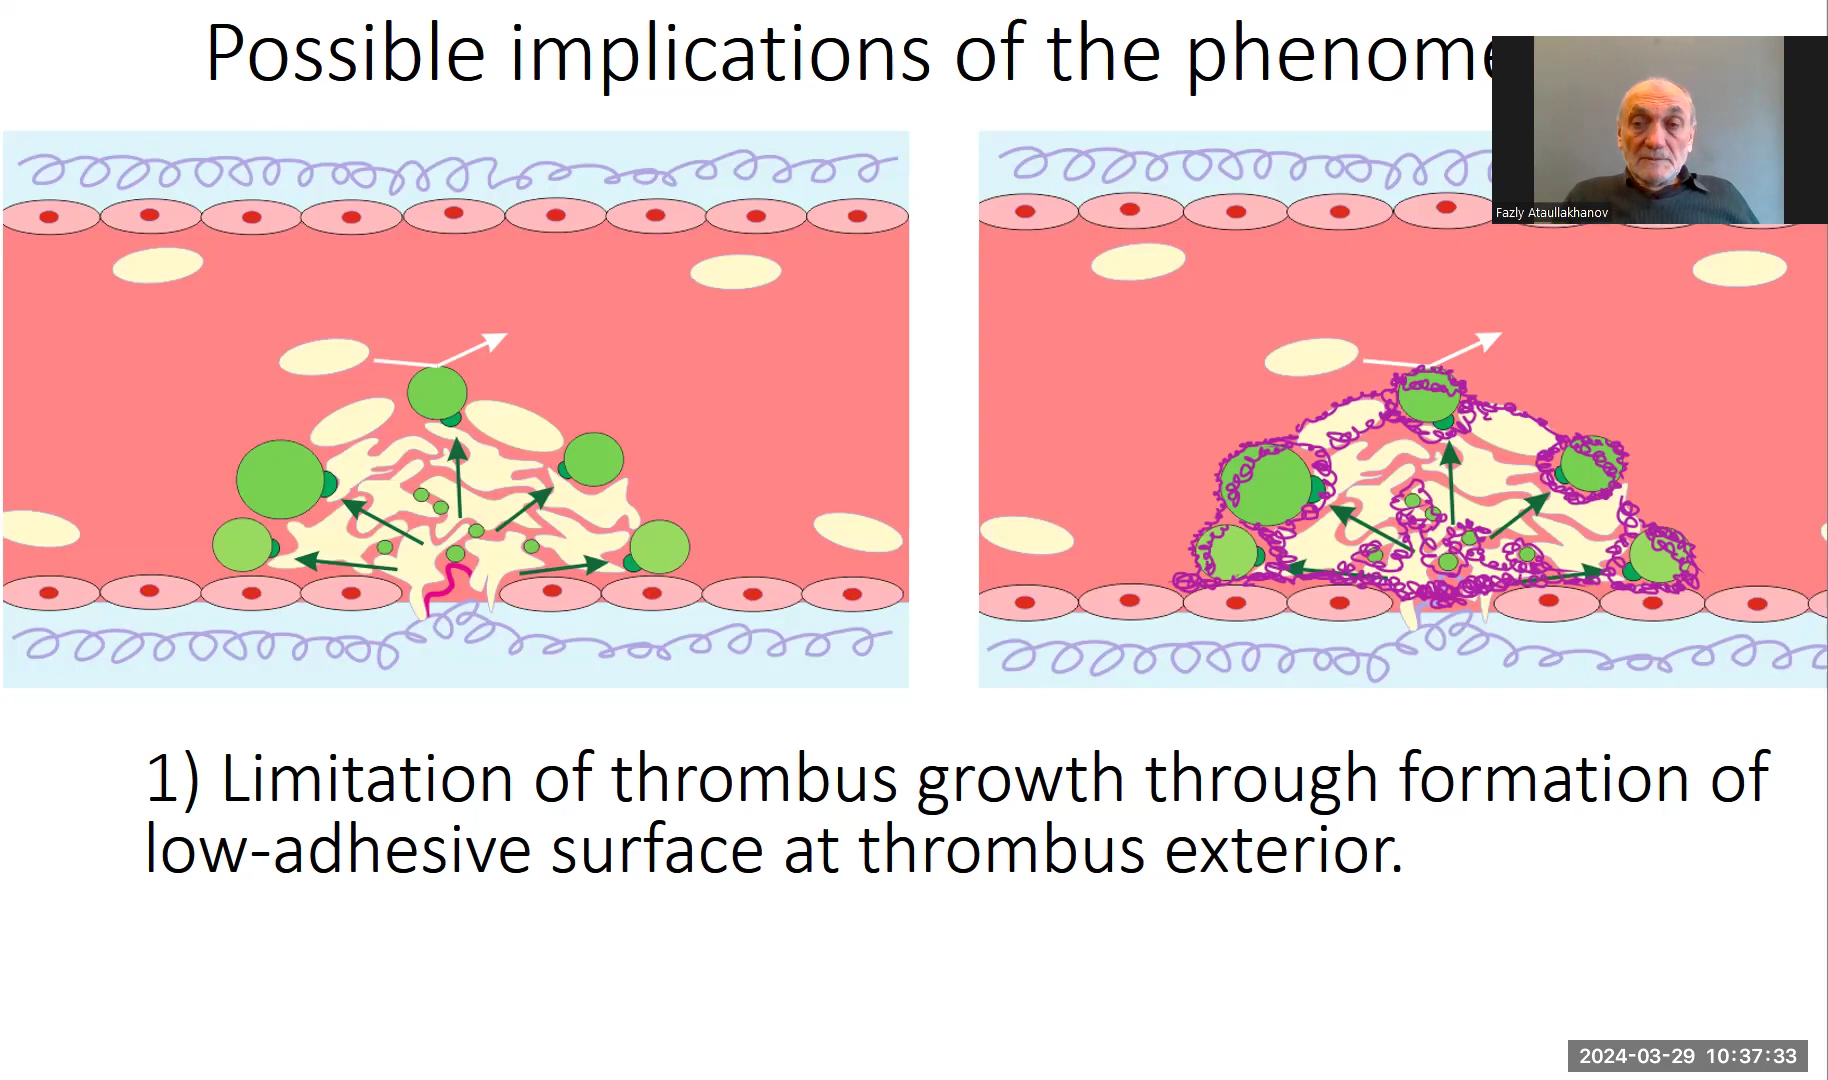 Possible implications of the phenome
Fazly Ataullakhanov
1) Limitation of thrombus growth through formation of
low-adhesive surface at thrombus exterior.
2024-03-29 10:37:33